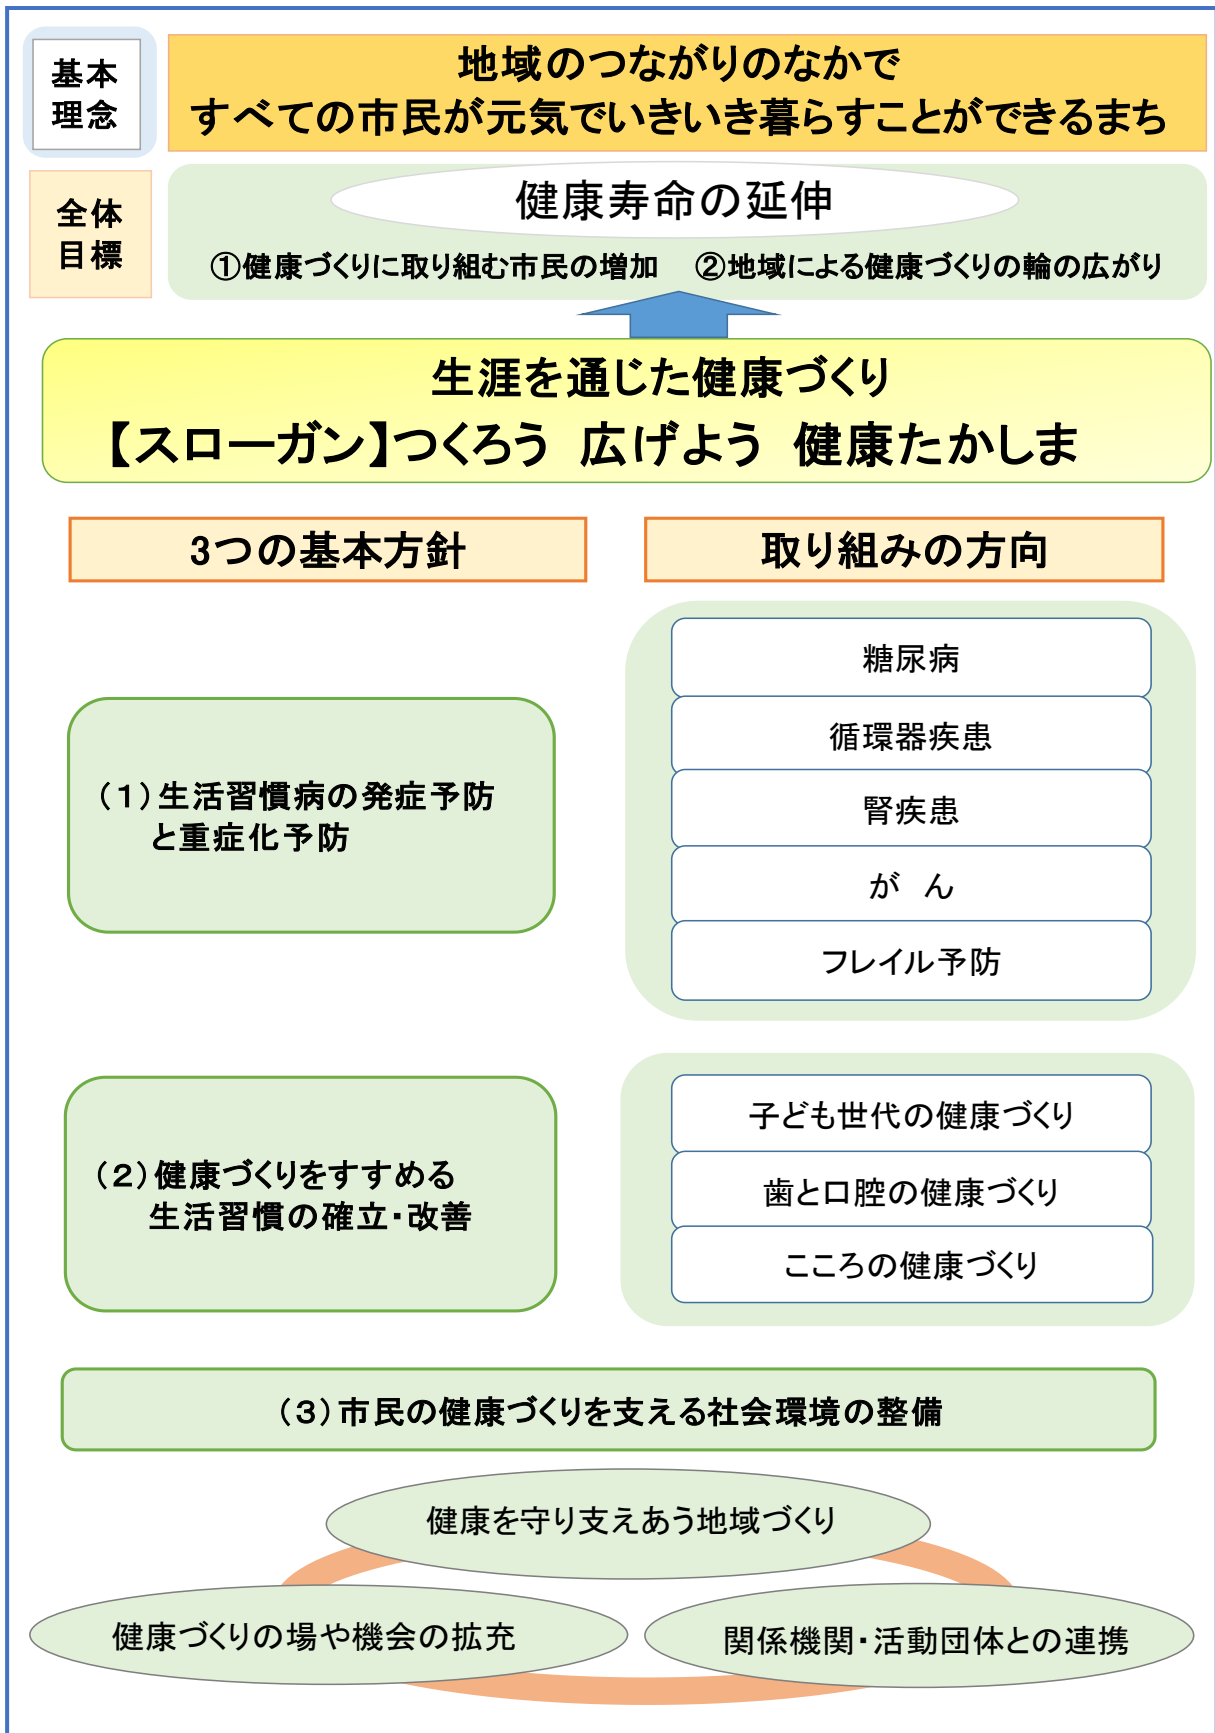 基本
理念
地域のつながりのなかで
すべての市民が元気でいきいき暮らすことができるまち
全体
目標
健康寿命の延伸
①健康づくりに取り組む市民の増加　②地域による健康づくりの輪の広がり
生涯を通じた健康づくり
【スローガン】つくろう　広げよう　健康たかしま
3つの基本方針
取り組みの方向
（1）生活習慣病の発症予防
と重症化予防
糖尿病
循環器疾患
腎疾患
が　ん
フレイル予防
（2）健康づくりをすすめる
生活習慣の確立・改善
子ども世代の健康づくり
歯と口腔の健康づくり
こころの健康づくり
（3）市民の健康づくりを支える社会環境の整備
健康を守り支えあう地域づくり
健康づくりの場や機会の拡充
関係機関・活動団体との連携